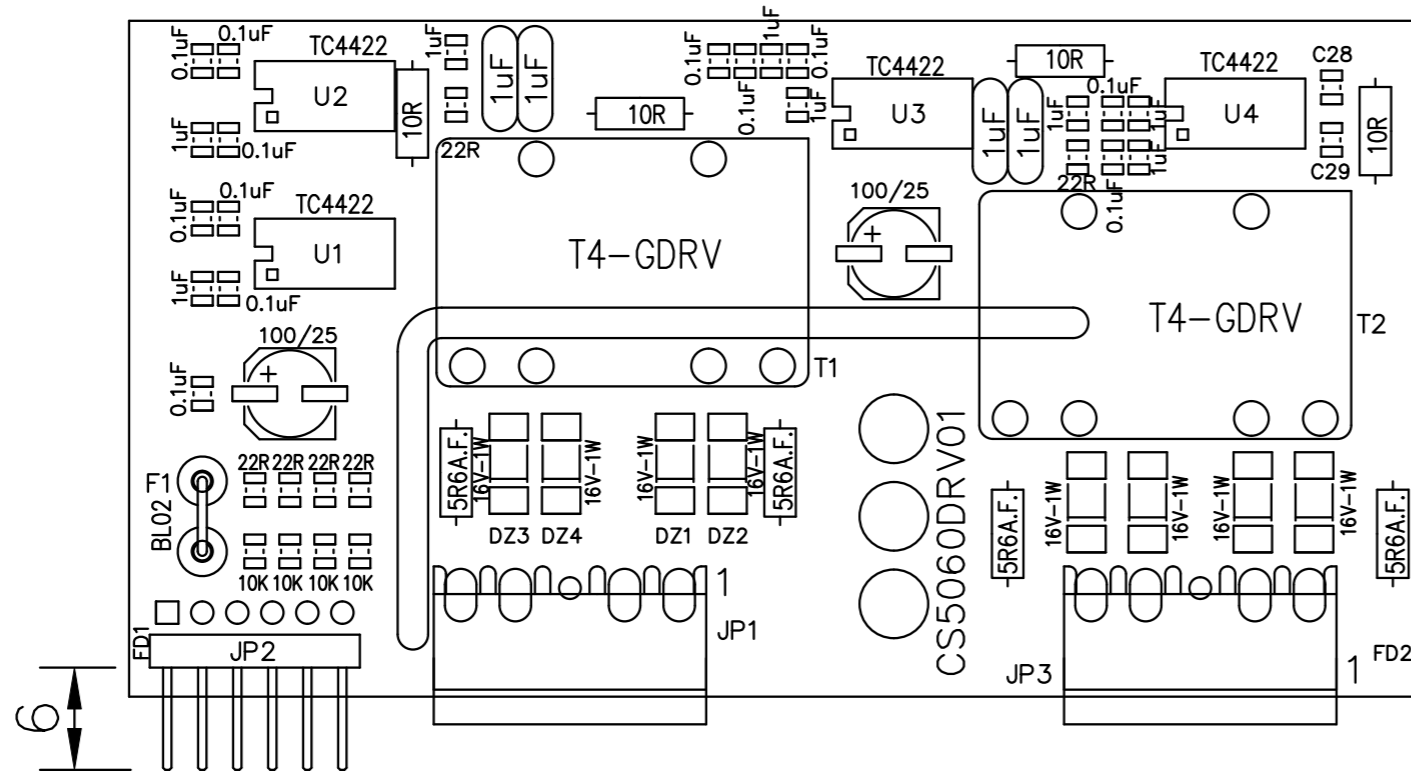 0.1uF
0.1uF
TC4422
U2
1uF
0.1uF
10R
1uF
1uF
1uF
22R
10R
0.1uF
0.1uF
1uF
0.1uF
1uF
TC4422
U3
1uF
1uF
10R
1uF
0.1uF
1uF
1uF
22R
0.1uF
TC4422
U4
C28
C29
10R
0.1uF
0.1uF
TC4422
U1
1uF
0.1uF
100/25
+
0.1uF
T4-GDRV
T1
100/25
+
T4-GDRV
T2
F1
BL02
22R 22R 22R 22R
10K 10K 10K 10K
5R6A.F.
16V-1W
16V-1W
16V-1W
16V-1W
5R6A.F.
DZ3 DZ4 DZ1 DZ2
CS5060DRV01
5R6A.F.
16V-1W
16V-1W
16V-1W
16V-1W
5R6A.F.
FD1
JP2
1
JP1
JP3
1
FD2
6